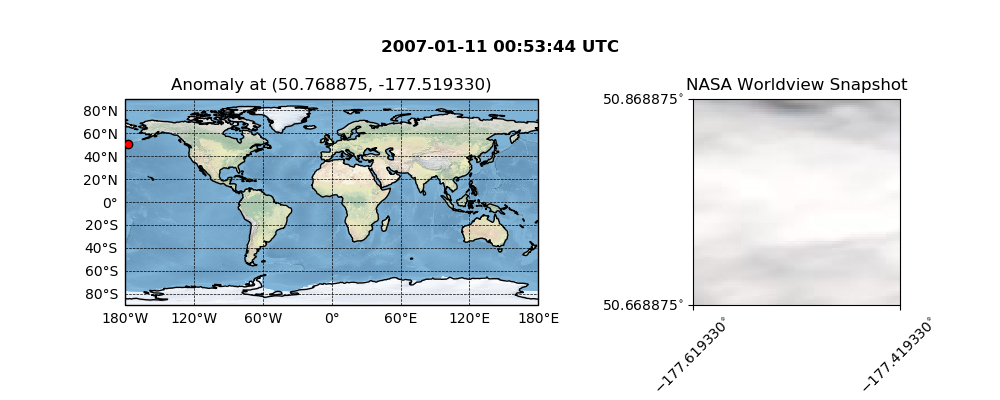 2007-01-11 00:53:44 UTC
Anomaly at (50.768875, -177.519330)
80°N
60°N
40°N
20°N
0°
20°S
40°S
60°S
80°S
180°W 120°W 60°W 0° 60°E 120°E 180°E
NASA Worldview Snapshot
50.868875°
50.668875°
−177.619330°
−177.419330°